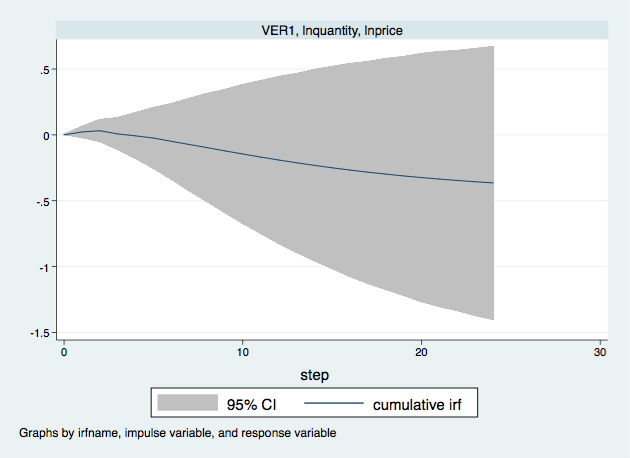 VER1, lnquantity, lnprice
.5
0
-.5
-1
-1.5
0 10 20 30
step
95% CI cumulative irf
Graphs by irfname, impulse variable, and response variable